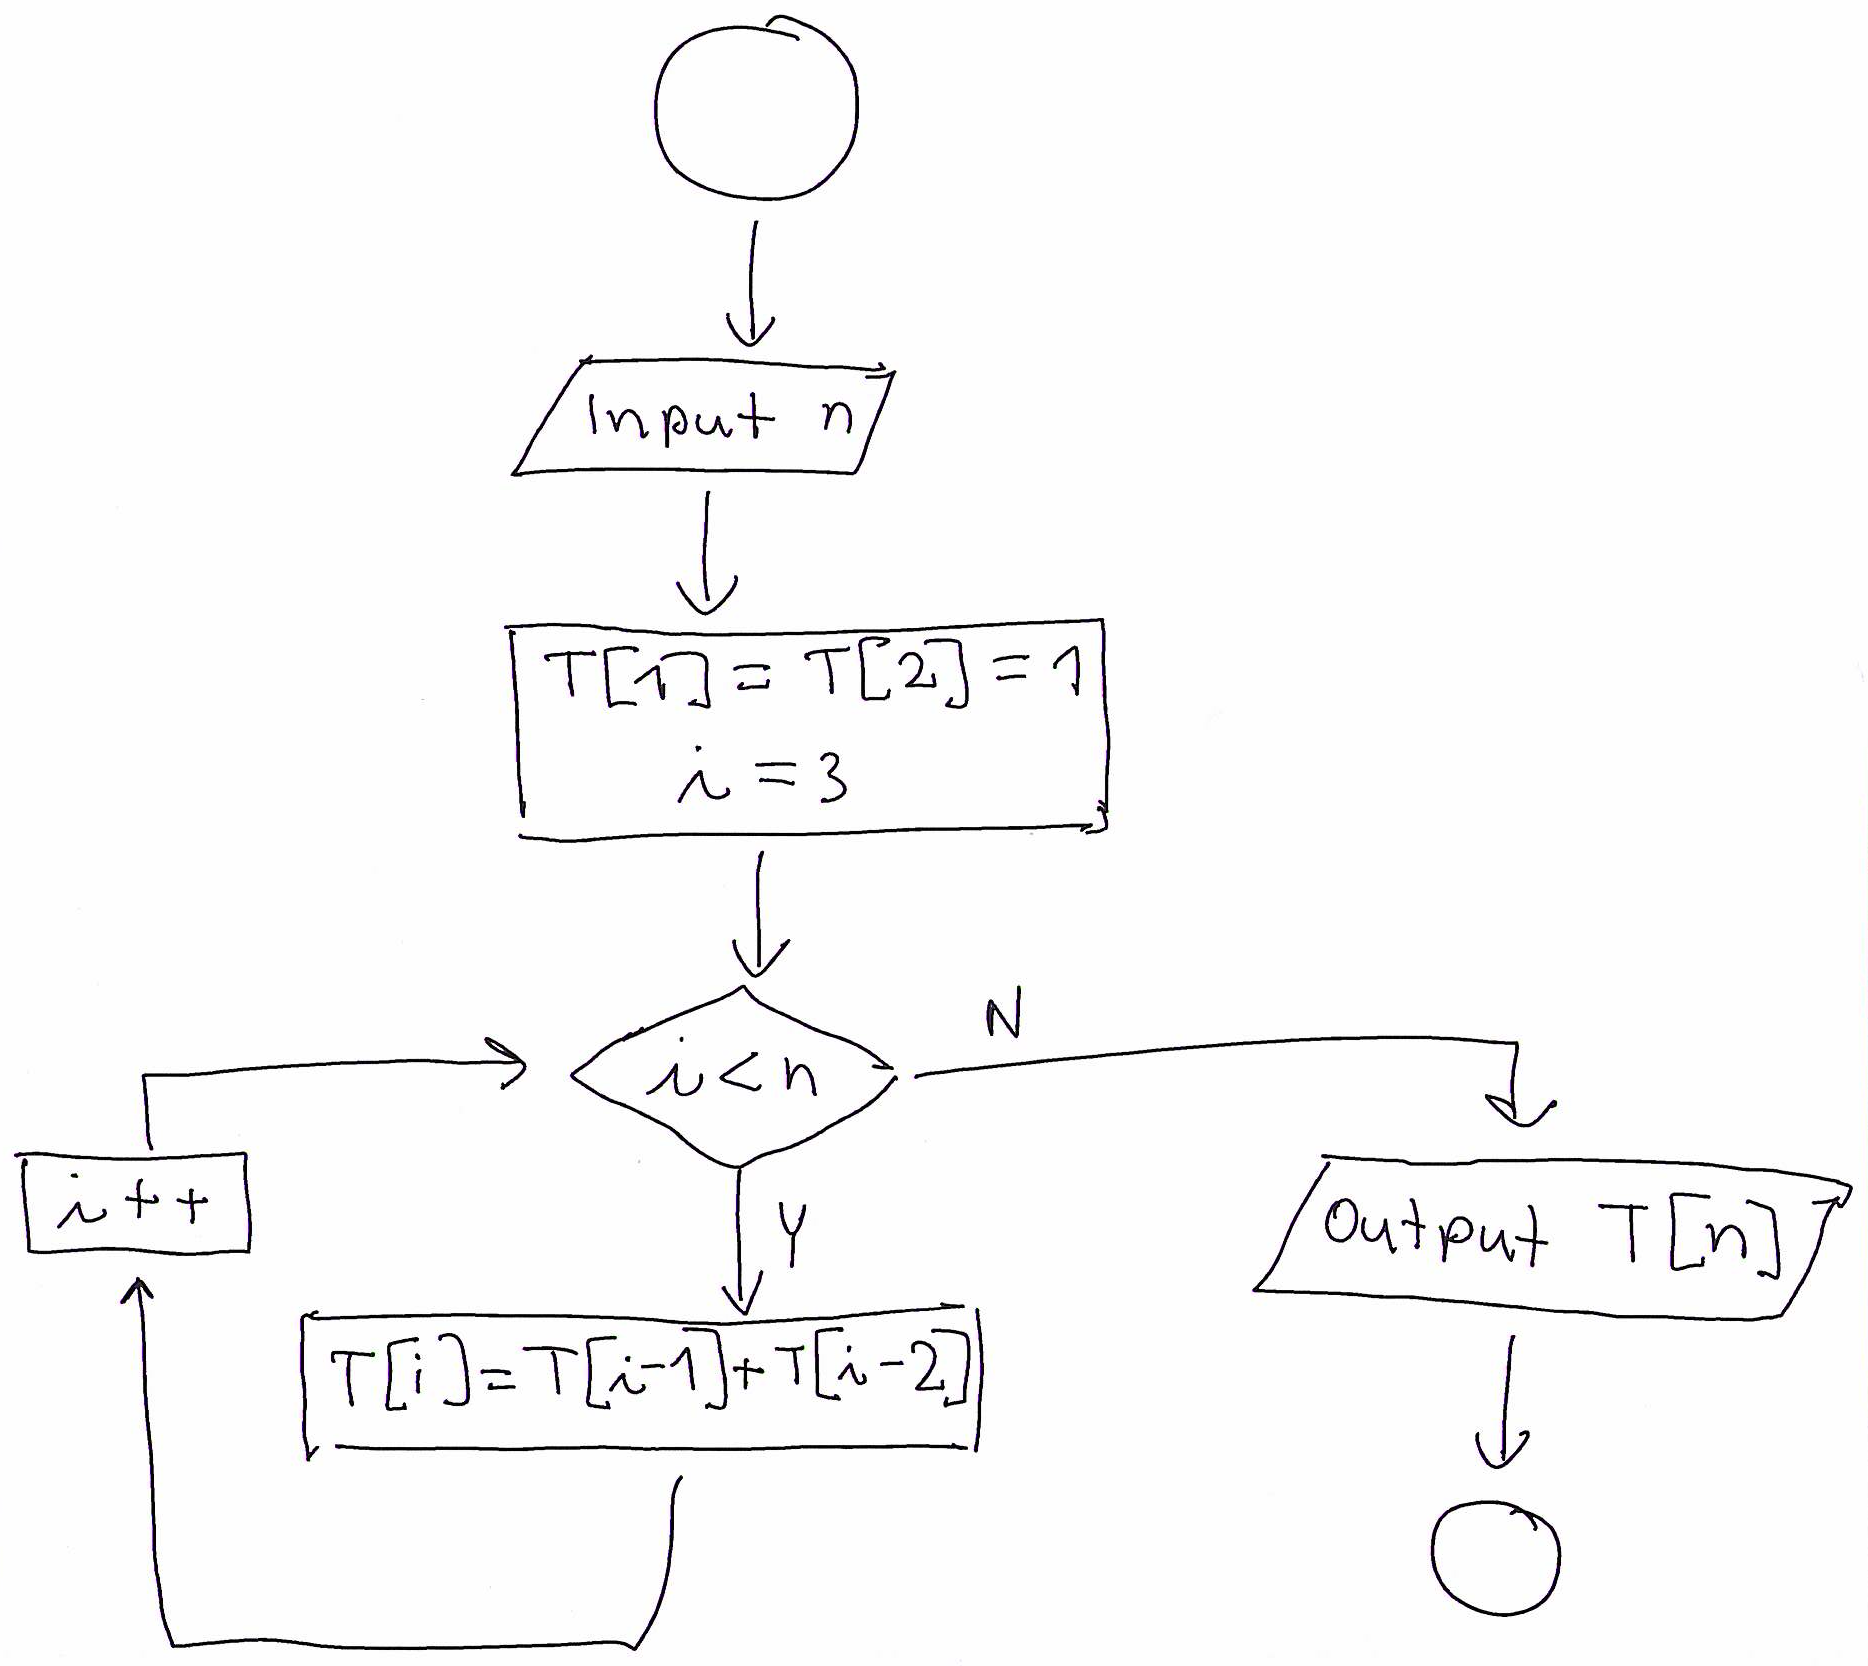 Input n
T[1] = T[2] = 1
i = 3
i < n
N
Y
i++
T[i] = T[i-1] + T[i-2]
Output T[n]